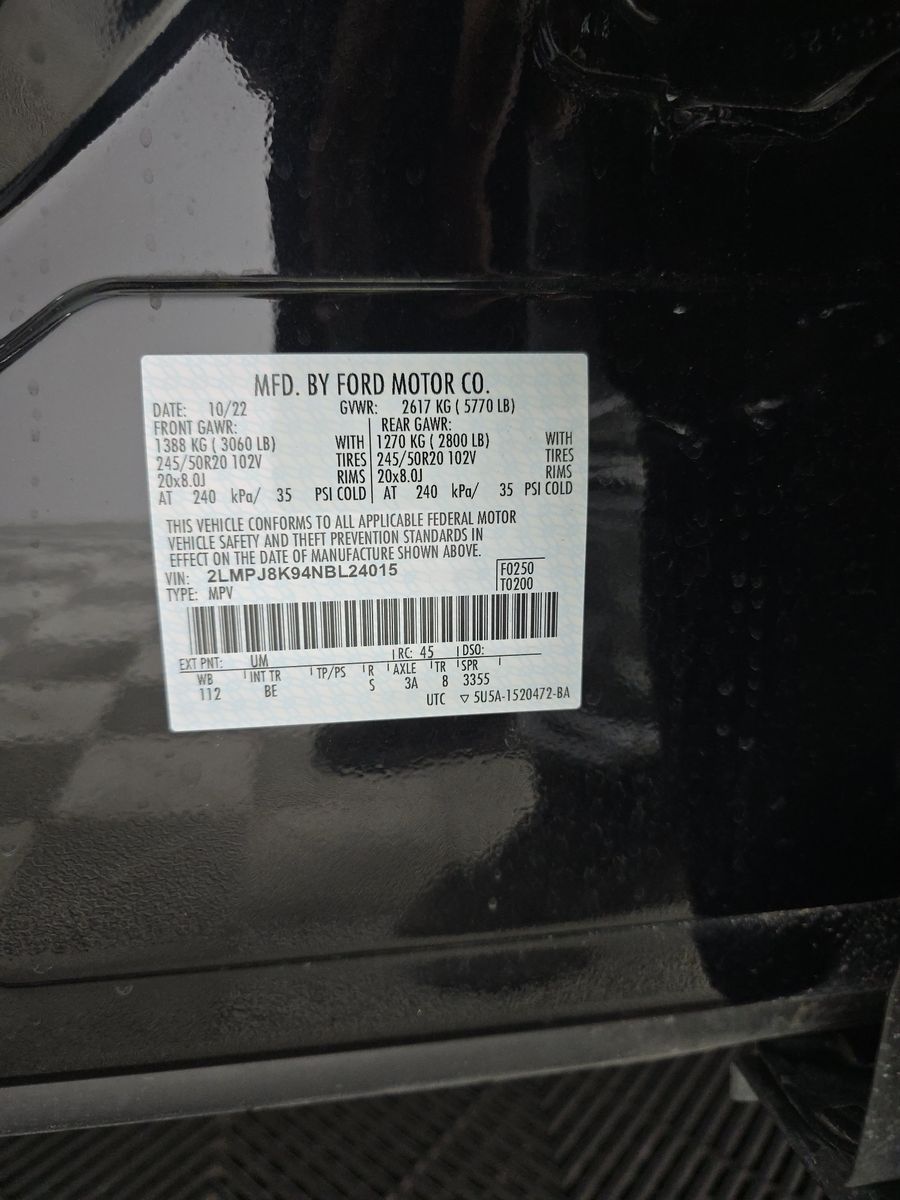 MFD. BY FORD MOTOR CO.
DATE: 10/22 GVWR: 2617 KG ( 5770 LB)
FRONT GAWR: REAR GAWR:
1388 KG ( 3060 LB) WITH 1270 KG ( 2800 LB) WITH
245/50R20 102V TIRES 245/50R20 102V TIRES
20x8.0J RIMS 20x8.0J RIMS
AT 240 kPa/ 35 PSI COLD AT 240 kPa/ 35 PSI COLD
THIS VEHICLE CONFORMS TO ALL APPLICABLE FEDERAL MOTOR
VEHICLE SAFETY AND THEFT PREVENTION STANDARDS IN
EFFECT ON THE DATE OF MANUFACTURE SHOWN ABOVE.
VIN: 2LMPJ8K94NBL24015 F0250
TYPE: MPV T0200
EXT PNT: UM RC: 45 DSO:
WB INT TR TP/PS R AXLE TR SPR
112 BE S 3A 8 3355
UTC ▽ 5U5A-1520472-BA